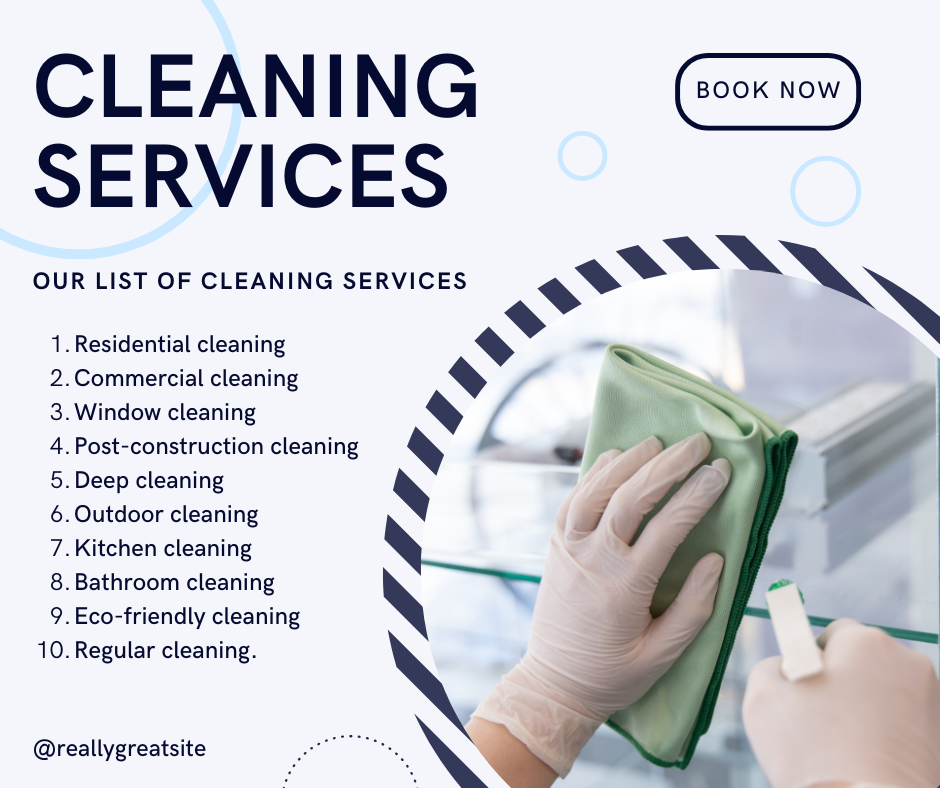 CLEANING
SERVICES
BOOK NOW
OUR LIST OF CLEANING SERVICES
1. Residential cleaning
2. Commercial cleaning
3. Window cleaning
4. Post-construction cleaning
5. Deep cleaning
6. Outdoor cleaning
7. Kitchen cleaning
8. Bathroom cleaning
9. Eco-friendly cleaning
10. Regular cleaning.
@reallygreatsite